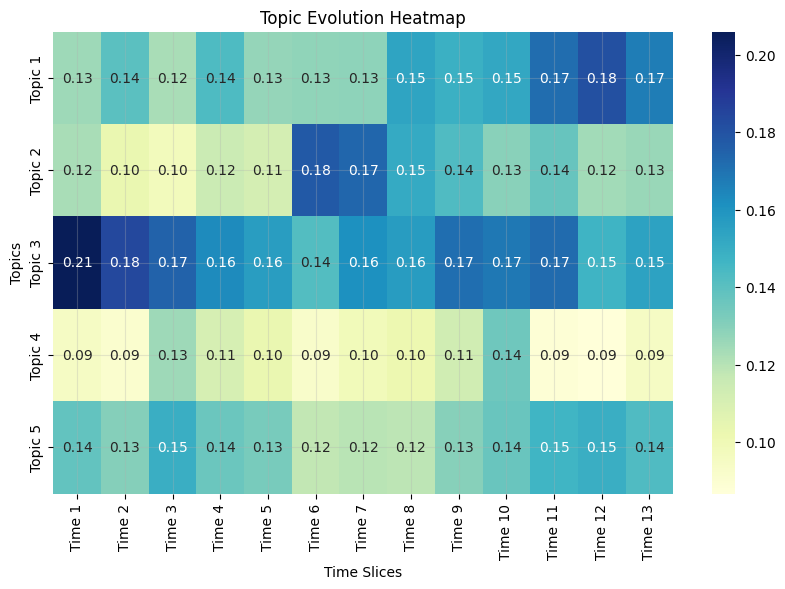 Topic Evolution Heatmap
Topic 1 0.13 0.14 0.12 0.14 0.13 0.13 0.13 0.15 0.15 0.15 0.17 0.18 0.17
Topic 2 0.12 0.10 0.10 0.12 0.11 0.18 0.17 0.15 0.14 0.13 0.14 0.12 0.13
Topic 3 0.21 0.18 0.17 0.16 0.16 0.14 0.16 0.16 0.17 0.17 0.17 0.15 0.15
Topic 4 0.09 0.09 0.13 0.11 0.10 0.09 0.10 0.10 0.11 0.14 0.09 0.09 0.09
Topic 5 0.14 0.13 0.15 0.14 0.13 0.12 0.12 0.12 0.13 0.14 0.15 0.15 0.14
Topics
Time 1 Time 2 Time 3 Time 4 Time 5 Time 6 Time 7 Time 8 Time 9 Time 10 Time 11 Time 12 Time 13
Time Slices
0.20
0.18
0.16
0.14
0.12
0.10